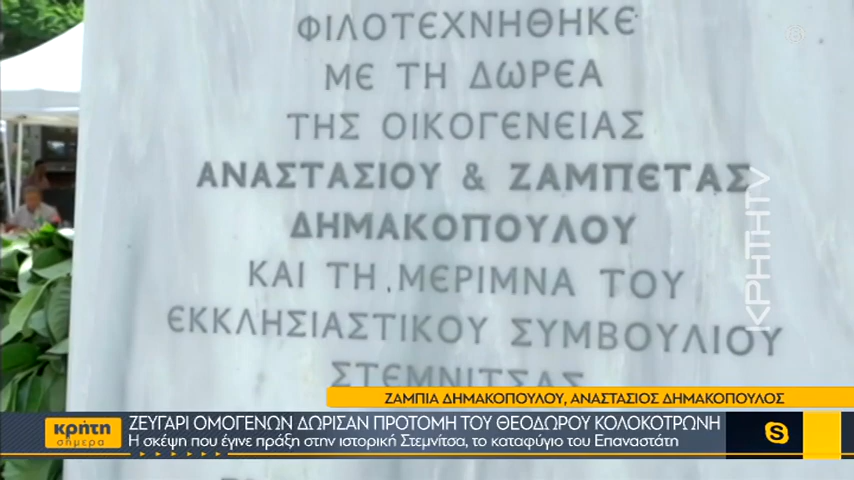 ΦΙΛΟΤΕΧΝΗΘΗΚΕ
ΜΕ ΤΗ ΔΩΡΕΑ
ΤΗΣ ΟΙΚΟΓΕΝΕΙΑΣ
ΑΝΑΣΤΑΣΙΟΥ & ΖΑΜΠΕΤΑΣ
ΔΗΜΑΚΟΠΟΥΛΟΥ
ΚΑΙ ΤΗ ΜΕΡΙΜΝΑ ΤΟΥ
ΕΚΚΛΗΣΙΑΣΤΙΚΟΥ ΣΥΜΒΟΥΛΙΟΥ
ΣΤΕΜΝΙΤΣΑΣ
ΚΡΗΤΗTV
ΖΑΜΠΙΑ ΔΗΜΑΚΟΠΟΥΛΟΥ, ΑΝΑΣΤΑΣΙΟΣ ΔΗΜΑΚΟΠΟΥΛΟΣ
κρήτη
σήμερα
ΖΕΥΓΑΡΙ ΟΜΟΓΕΝΩΝ ΔΩΡΙΣΑΝ ΠΡΟΤΟΜΗ ΤΟΥ ΘΕΟΔΩΡΟΥ ΚΟΛΟΚΟΤΡΩΝΗ
Η σκέψη που έγινε πράξη στην ιστορική Στεμνίτσα, το καταφύγιο του Επαναστάτη